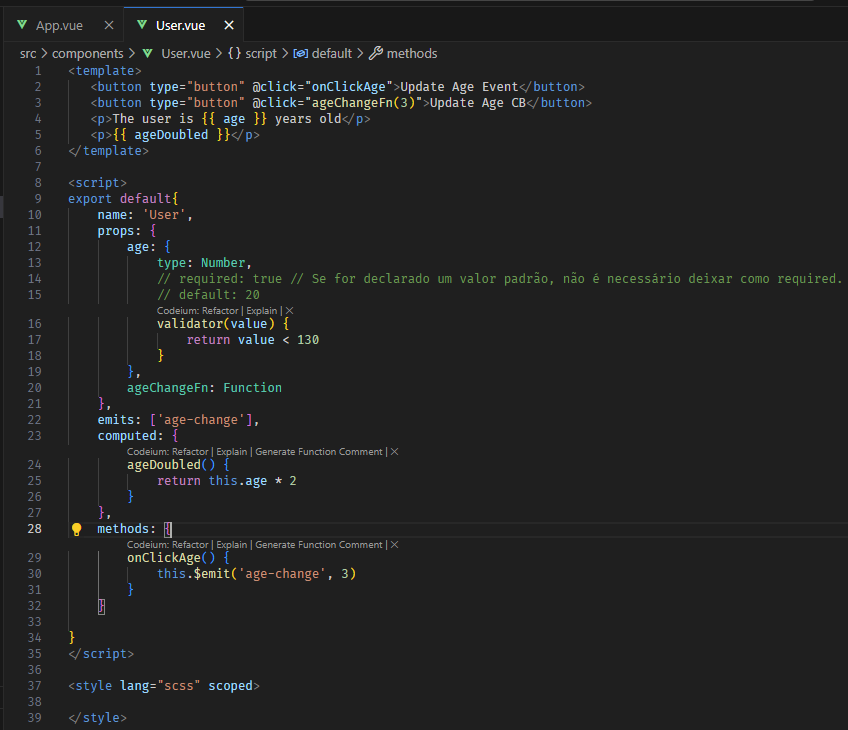 App.vue
User.vue
src > components > User.vue > {} script > default > methods
1 <template>
2 <button type="button" @click="onClickAge">Update Age Event</button>
3 <button type="button" @click="ageChangeFn(3)">Update Age CB</button>
4 <p>The user is {{ age }} years old</p>
5 <p>{{ ageDoubled }}</p>
6 </template>
7
8 <script>
9 export default{
10 name: 'User',
11 props: {
12 age: {
13 type: Number,
14 // required: true // Se for declarado um valor padrão, não é necessário deixar como required.
15 // default: 20
Codeium: Refactor | Explain | ×
16 validator(value) {
17 return value < 130
18 }
19 },
20 ageChangeFn: Function
21 },
22 emits: ['age-change'],
23 computed: {
Codeium: Refactor | Explain | Generate Function Comment | ×
24 ageDoubled() {
25 return this.age * 2
26 }
27 },
28 methods: {
Codeium: Refactor | Explain | Generate Function Comment | ×
29 onClickAge() {
30 this.$emit('age-change', 3)
31 }
32 }
33
34 }
35 </script>
36
37 <style lang="scss" scoped>
38
39 </style>